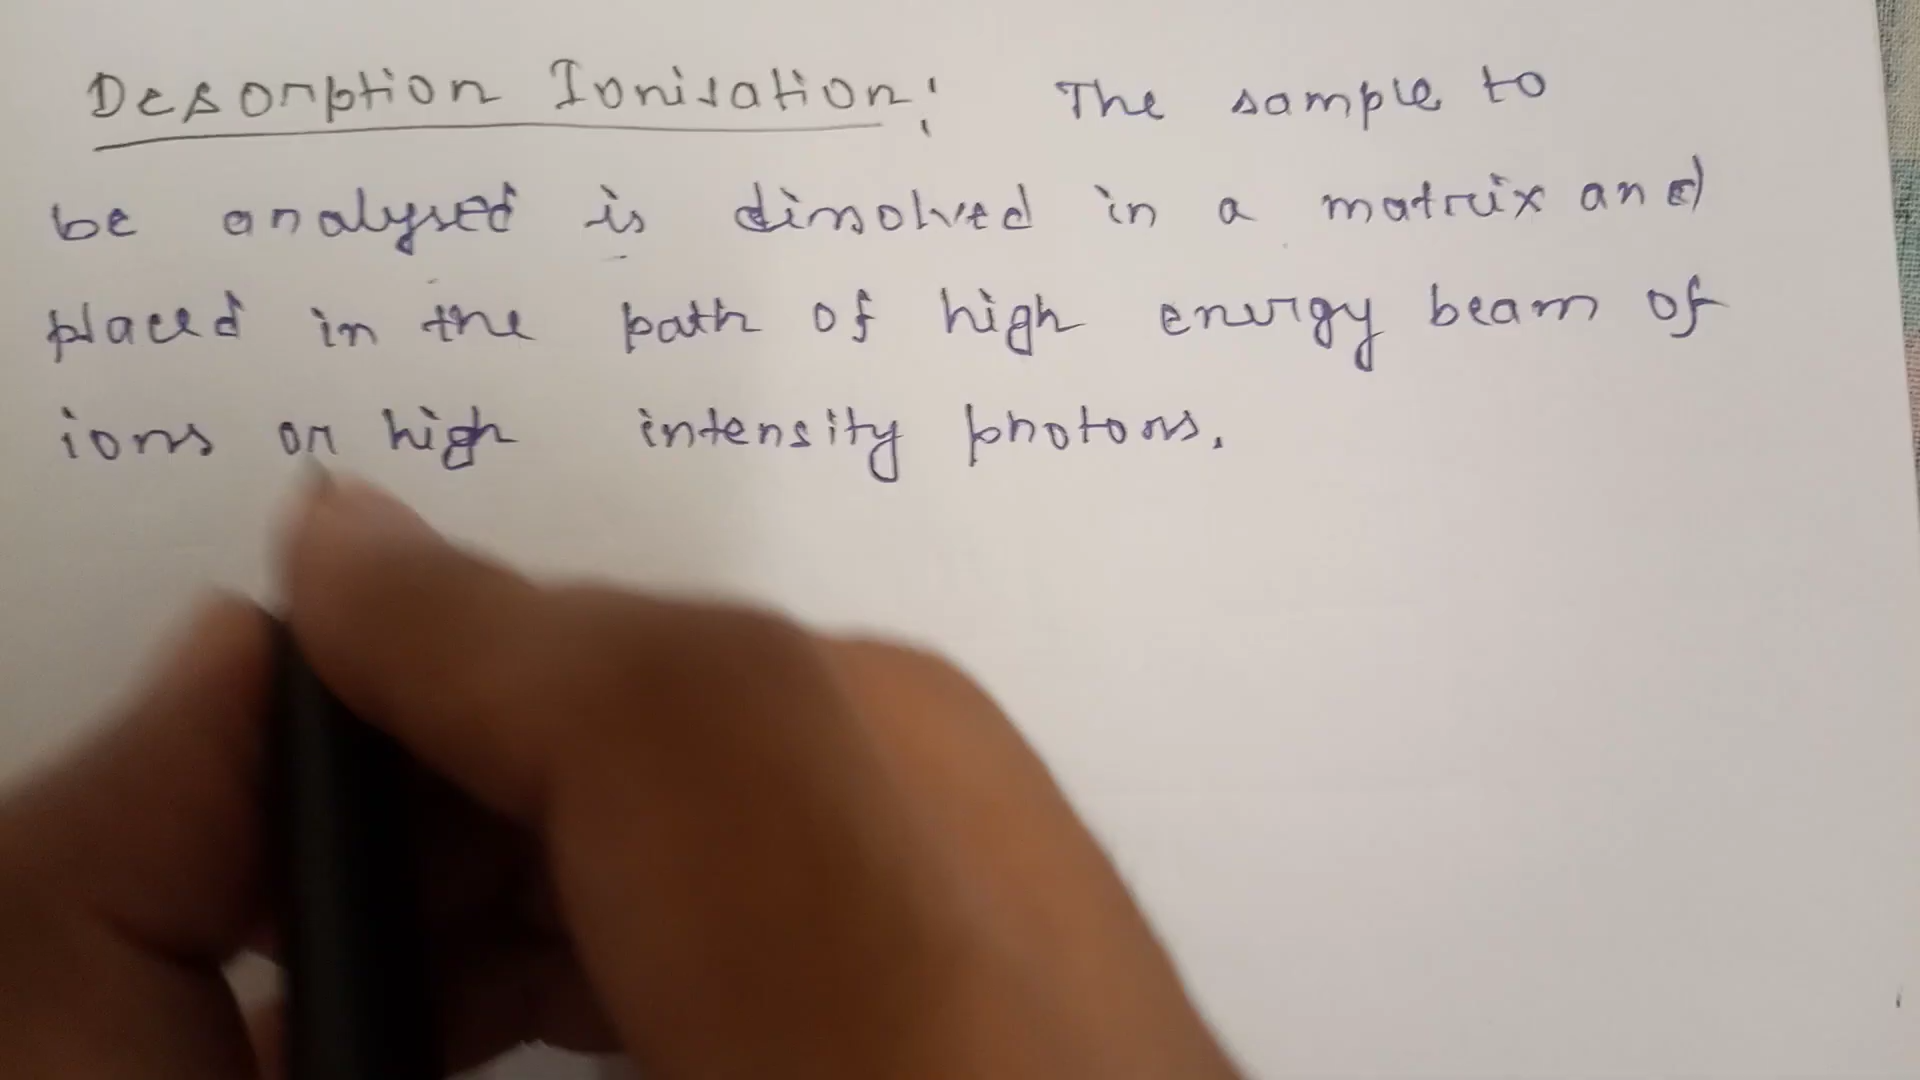 Desorption Ionisation: The sample to
be analysed is dissolved in a matrix and
placed in the path of high energy beam of
ions or high intensity photons.